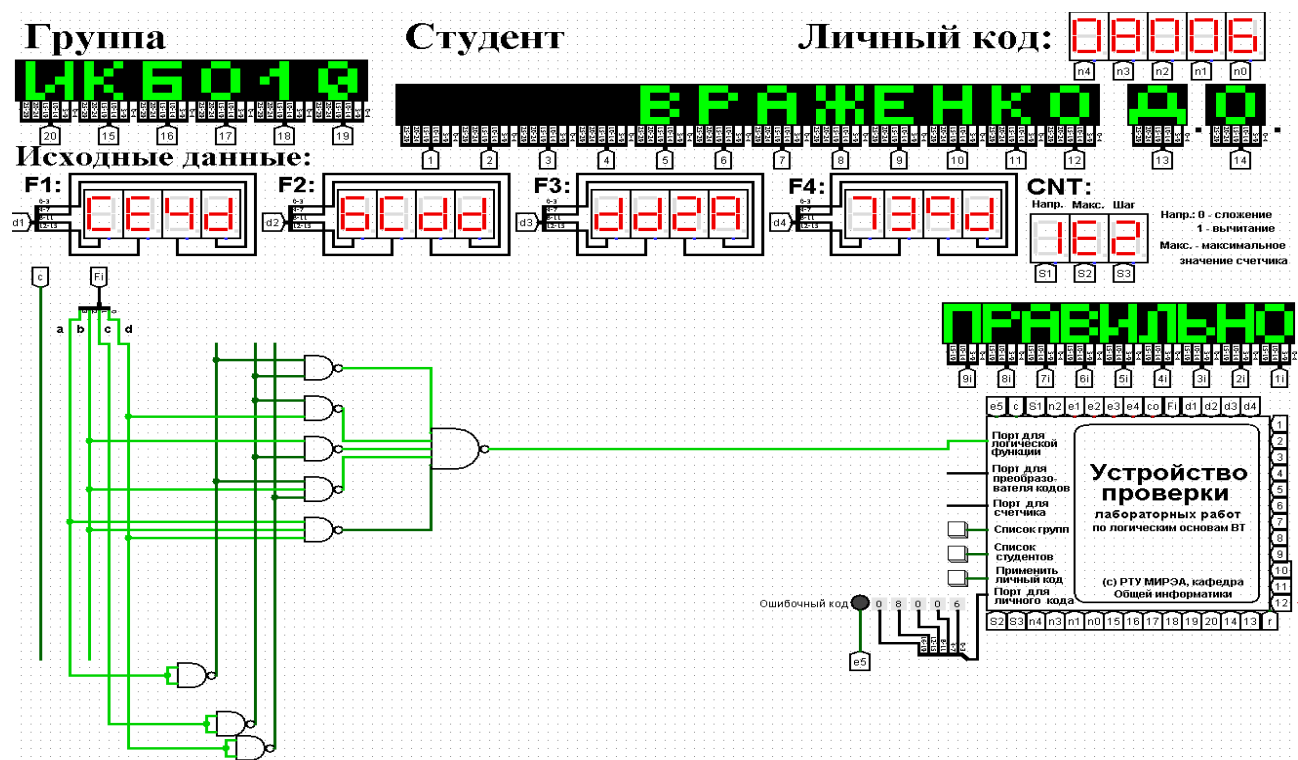 Группа Студент Личный код: 08006
n4 n3 n2 n1 n0
ИКБО10 ВРАЖЕНКО Д.О.
20 15 16 17 18 19
1 2 3 4 5 6 7 8 9 10 11 12 13 14
Исходные данные:
F1: F2: F3: F4: CNT:
d1 CE4d d2 6Cdd d3 dd2A d4 739d
Напр. Макс. Шаг
1E2
S1 S2 S3
Напр.: 0 - сложение
1 - вычитание
Макс. - максимальное
значение счетчика
c Fi
a b c d
ПРАВИЛЬНО
9i 8i 7i 6i 5i 4i 3i 2i 1i
e5 c S1 n2 e1 e2 e3 e4 co Fi d1 d2 d3 d4
Порт для
логической
функции
Порт для
преобразо-
вателя кодов
Порт для
счетчика
Список групп
Список
студентов
Применить
личный код
Порт для
личного кода
Устройство
проверки
лабораторных работ
по логическим основам ВТ
(c) РТУ МИРЭА, кафедра
Общей информатики
1
2
3
4
5
6
7
8
9
10
11
12
Ошибочный код 0 8 0 0 6
e5
S2 S3 n4 n3 n1 n0 15 16 17 18 19 20 14 13 r